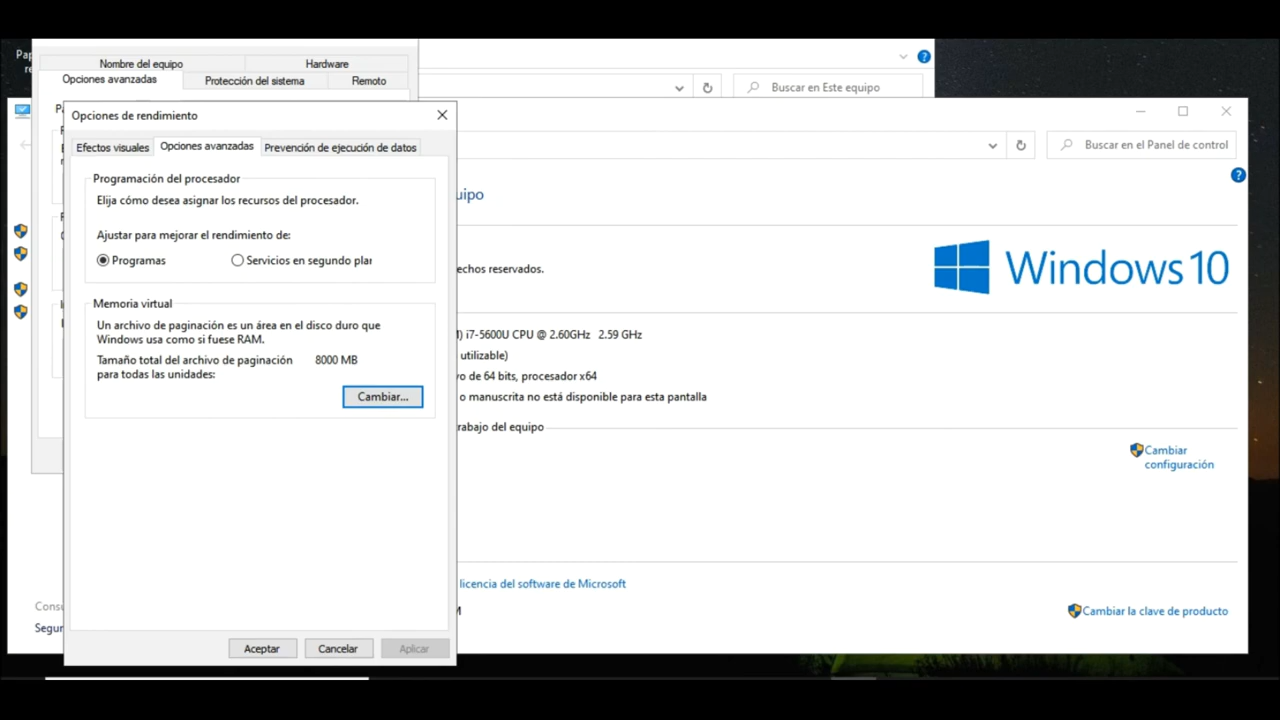 Nombre del equipo
Hardware
Opciones avanzadas
Protección del sistema
Remoto
Buscar en Este equipo
Opciones de rendimiento
Efectos visuales
Opciones avanzadas
Prevención de ejecución de datos
Buscar en el Panel de control
Programación del procesador
Elija cómo desea asignar los recursos del procesador.
Ajustar para mejorar el rendimiento de:
Programas
Servicios en segundo plan
Memoria virtual
Un archivo de paginación es un área en el disco duro que
Windows usa como si fuese RAM.
Tamaño total del archivo de paginación 8000 MB
para todas las unidades:
Cambiar...
Aceptar
Cancelar
Aplicar
uipo
echos reservados.
Windows 10
) i7-5600U CPU @ 2.60GHz 2.59 GHz
utilizable)
vo de 64 bits, procesador x64
o manuscrita no está disponible para esta pantalla
rabajo del equipo
Cambiar
configuración
licencia del software de Microsoft
Cambiar la clave de producto
Consu
Segur